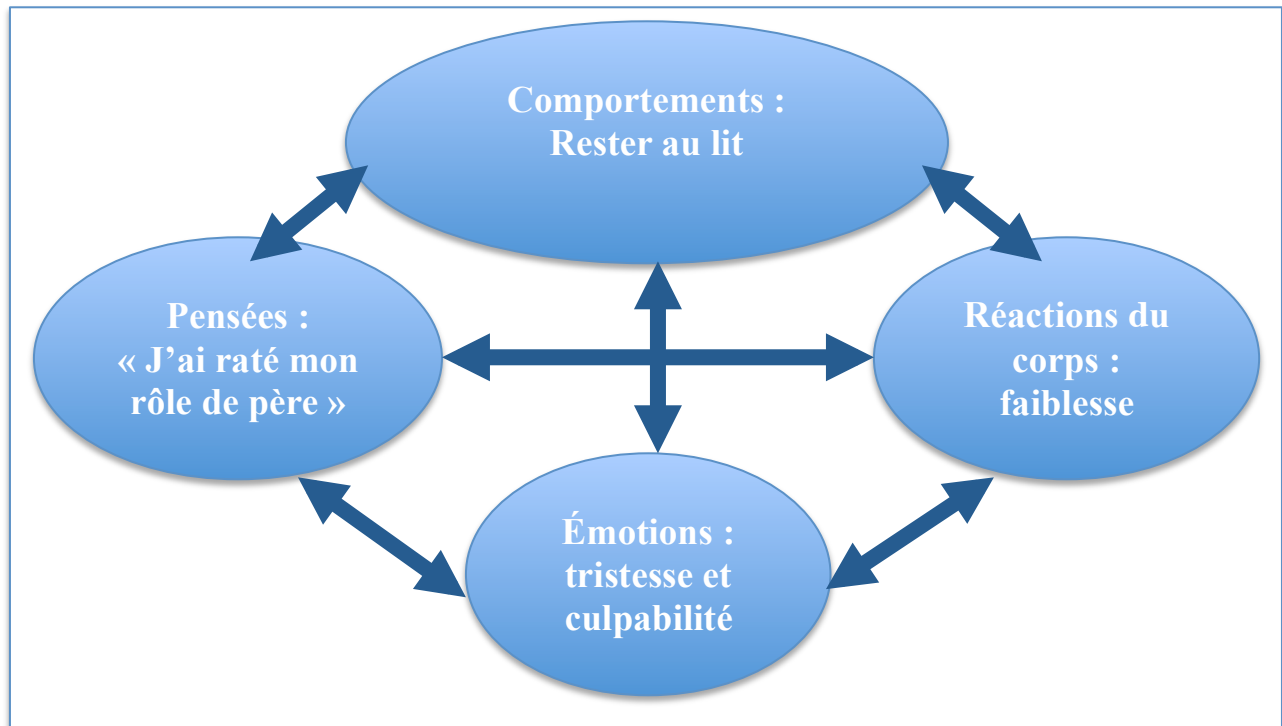 Comportements :
Rester au lit
Pensées :
« J’ai raté mon
rôle de père »
Réactions du
corps :
faiblesse
Émotions :
tristesse et
culpabilité